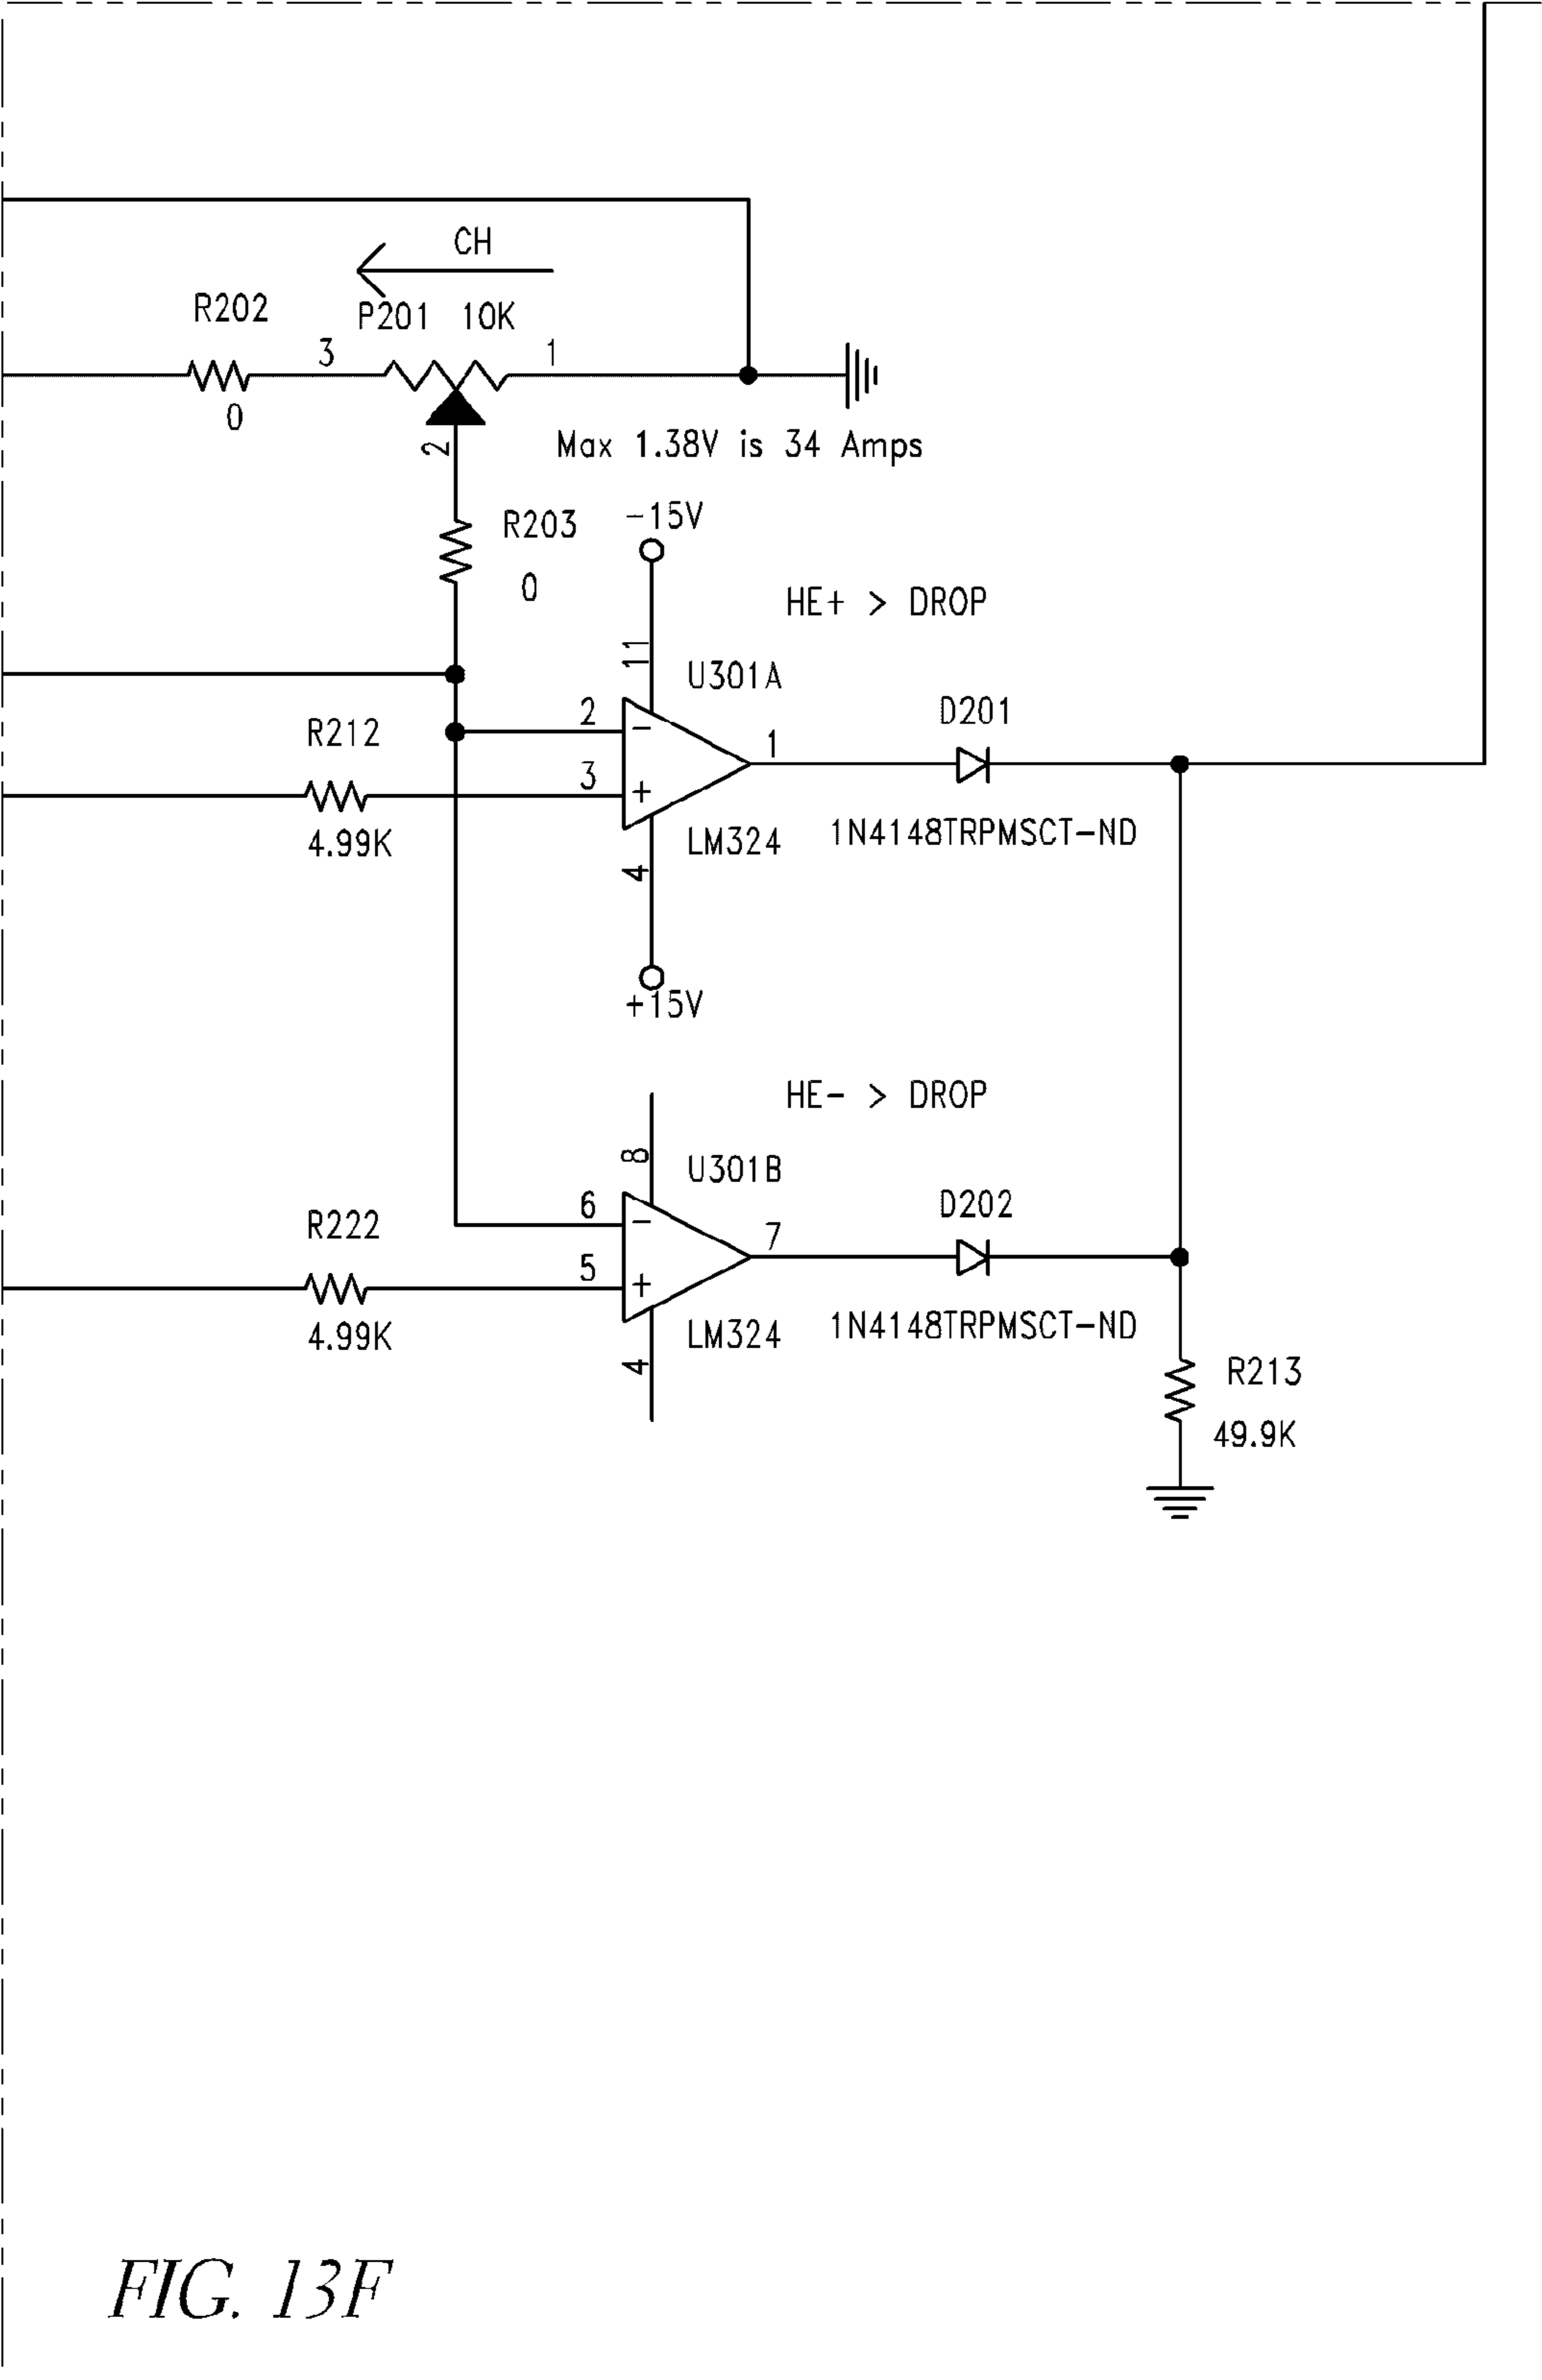 CH
R202
P201 10K
3
1
0
2
Max 1.38V is 34 Amps
R203
0
-15V
HE+ > DROP
11
U301A
D201
R212
2
-
1
3
+
4.99K
LM324
1N4148TRPMSCT-ND
4
+15V
HE- > DROP
8
U301B
D202
R222
6
-
7
5
+
4.99K
LM324
1N4148TRPMSCT-ND
4
R213
49.9K
FIG. 13F